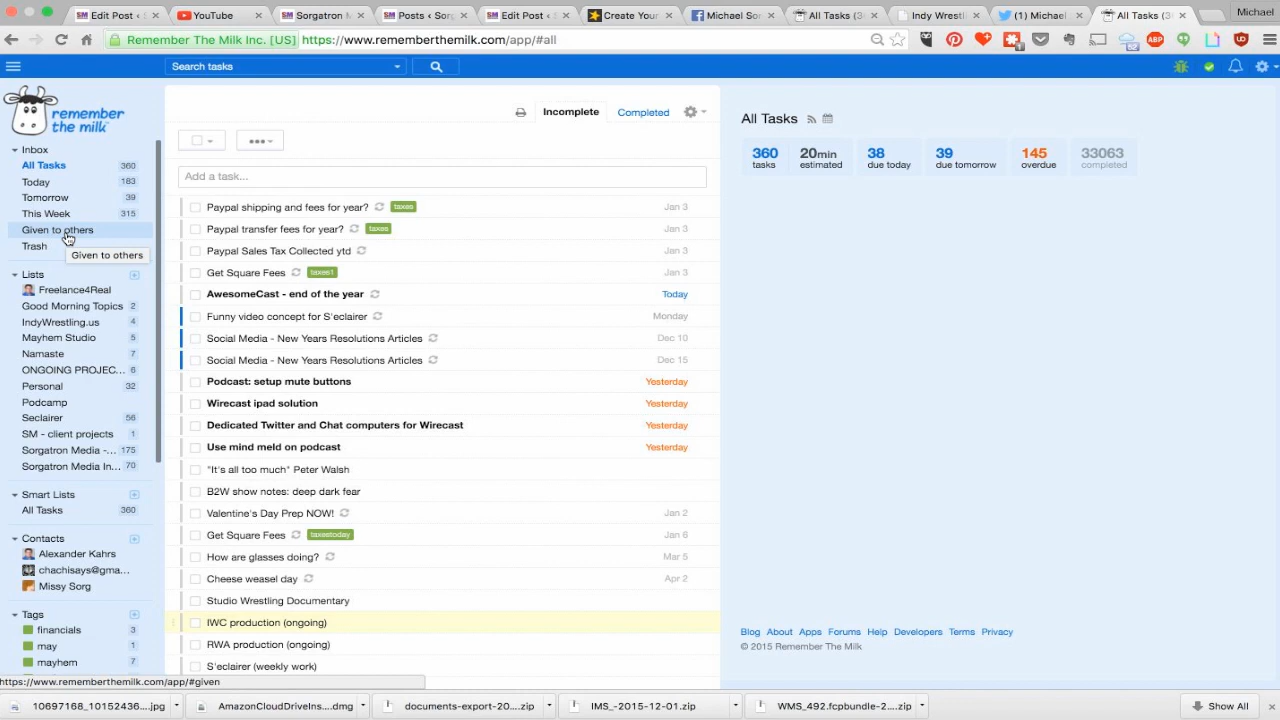 Edit Post ‹ S
YouTube
Sorgatron M
Posts ‹ Sorg
Edit Post ‹ S
Create Your
Michael Sor
All Tasks (3
Indy Wrestl
(1) Michael
All Tasks (3
Michael
Remember The Milk Inc. [US] https://www.rememberthemilk.com/app/#all
Search tasks
remember
the milk
Inbox
All Tasks 360
Today 183
Tomorrow 39
This Week 315
Given to others
Trash
Given to others
Lists
Freelance4Real
Good Morning Topics 2
IndyWrestling.us 4
Mayhem Studio 5
Namaste 7
ONGOING PROJEC... 6
Personal 32
Podcamp
Seclairer 56
SM - client projects 1
Sorgatron Media -... 175
Sorgatron Media In... 70
Smart Lists
All Tasks 360
Contacts
Alexander Kahrs
chachisays@gma...
Missy Sorg
Tags
financials 3
may 1
mayhem 7
https://www.rememberthemilk.com/app/#given
Incomplete Completed
Add a task...
Paypal shipping and fees for year? taxes Jan 3
Paypal transfer fees for year? taxes Jan 3
Paypal Sales Tax Collected ytd Jan 3
Get Square Fees taxes1 Jan 3
AwesomeCast - end of the year Today
Funny video concept for S'eclairer Monday
Social Media - New Years Resolutions Articles Dec 10
Social Media - New Years Resolutions Articles Dec 15
Podcast: setup mute buttons Yesterday
Wirecast ipad solution Yesterday
Dedicated Twitter and Chat computers for Wirecast Yesterday
Use mind meld on podcast Yesterday
"It's all too much" Peter Walsh
B2W show notes: deep dark fear
Valentine's Day Prep NOW! Jan 2
Get Square Fees taxestoday Jan 6
How are glasses doing? Mar 5
Cheese weasel day Apr 2
Studio Wrestling Documentary
IWC production (ongoing)
RWA production (ongoing)
S'eclairer (weekly work)
All Tasks
360 20min 38 39 145 33063
tasks estimated due today due tomorrow overdue completed
Blog About Apps Forums Help Developers Terms Privacy
© 2015 Remember The Milk
10697168_10152436....jpg
AmazonCloudDriveIns....dmg
documents-export-20....zip
IMS_-2015-12-01.zip
WMS_492.fcpbundle-2....zip
Show All